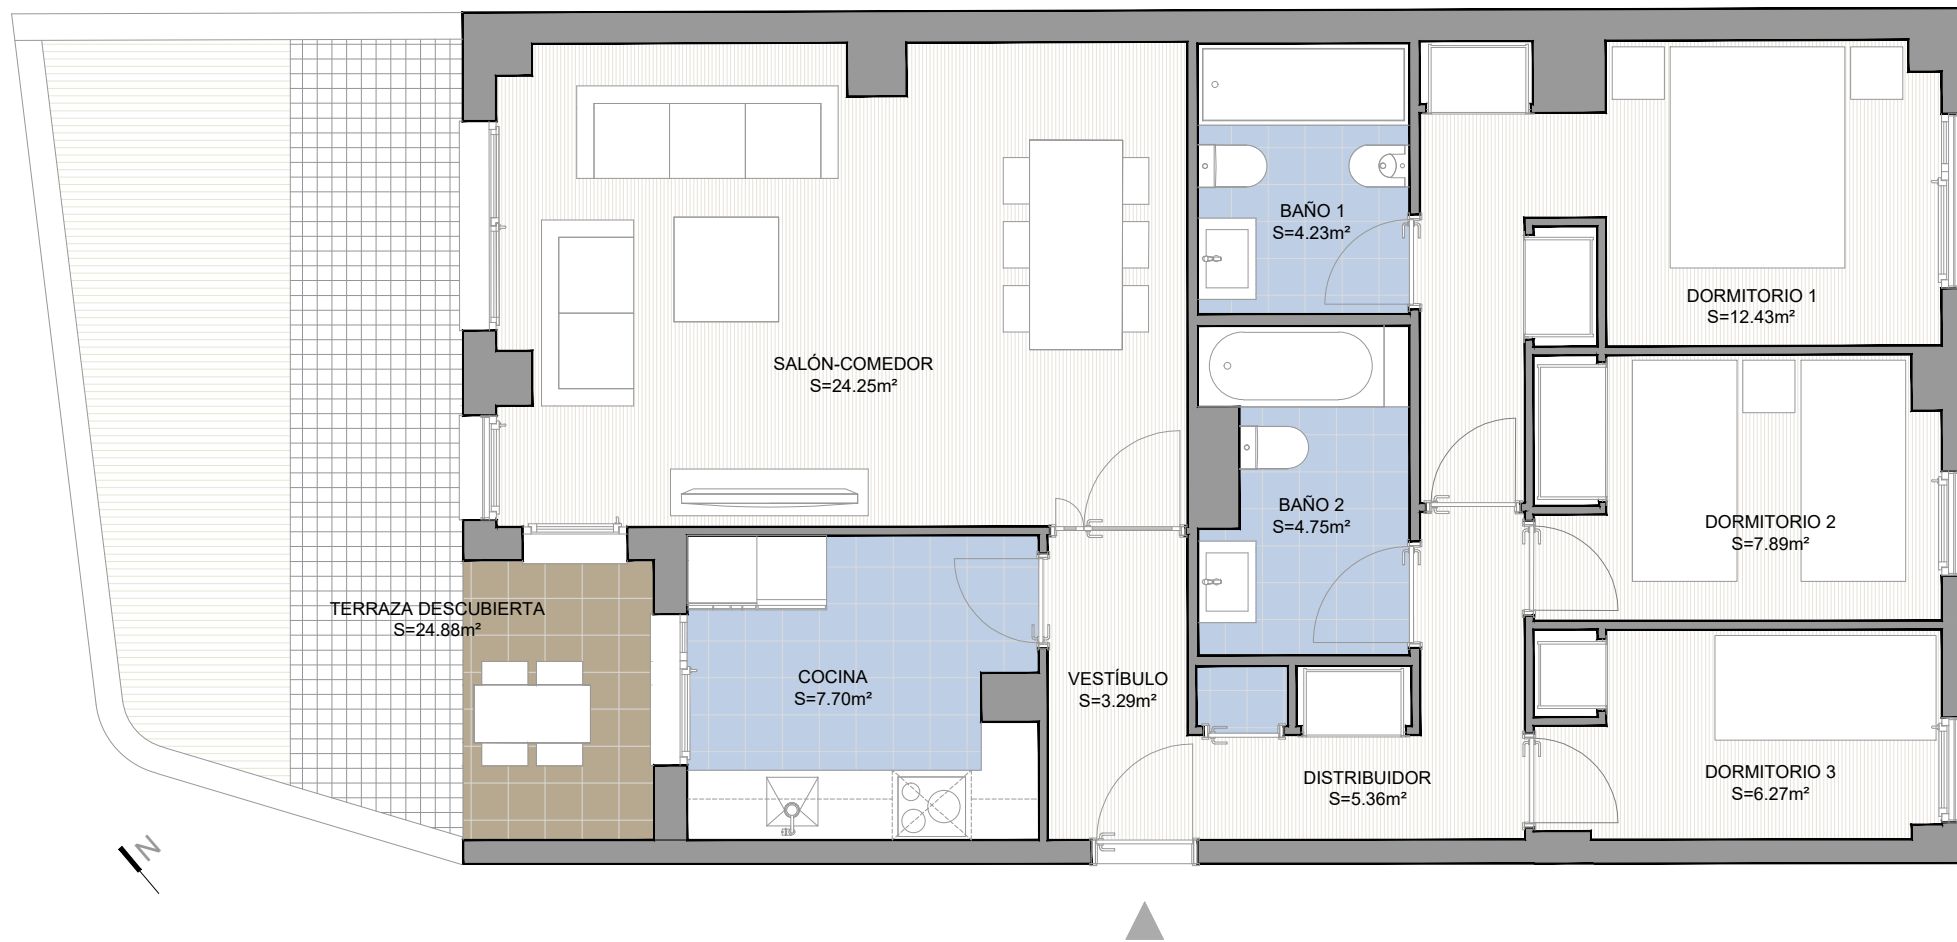 BAÑO 1
S=4.23m²
DORMITORIO 1
S=12.43m²
SALÓN-COMEDOR
S=24.25m²
BAÑO 2
S=4.75m²
DORMITORIO 2
S=7.89m²
TERRAZA DESCUBIERTA
S=24.88m²
COCINA
S=7.70m²
VESTÍBULO
S=3.29m²
DISTRIBUIDOR
S=5.36m²
DORMITORIO 3
S=6.27m²
N